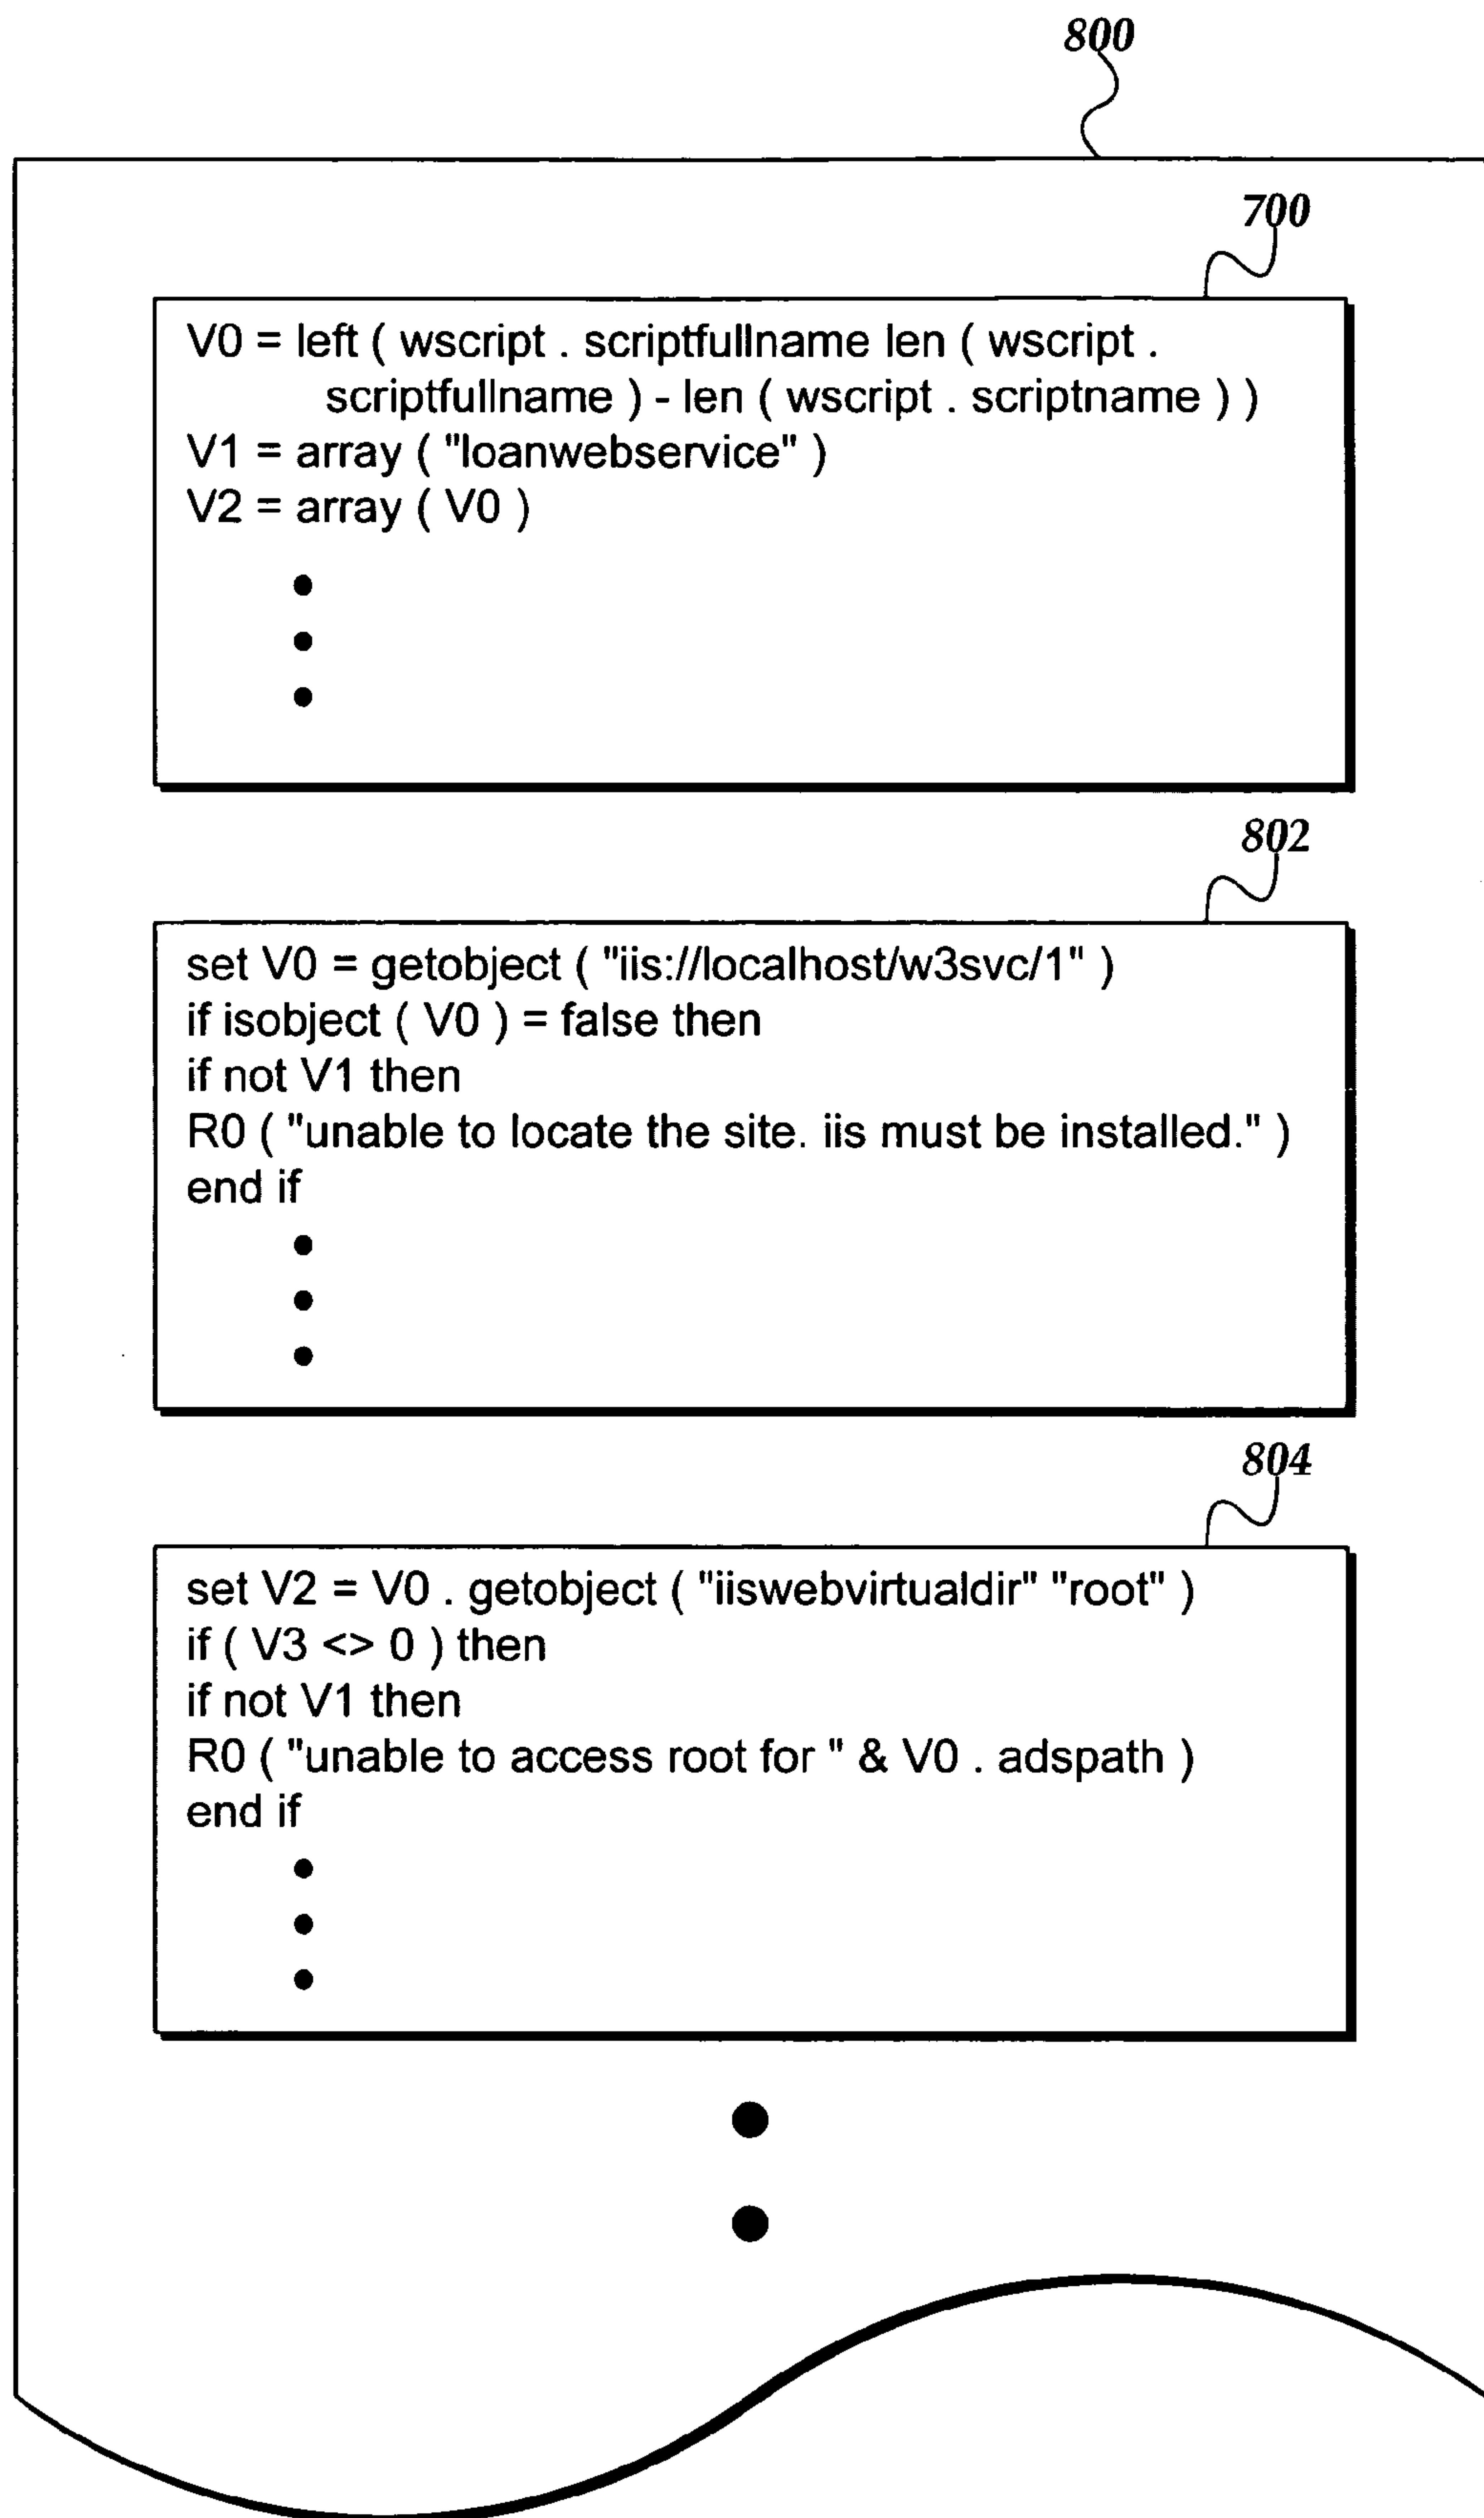 800
700
V0 = left ( wscript . scriptfullname len ( wscript .
scriptfullname ) - len ( wscript . scriptname ) )
V1 = array ( "loanwebservice" )
V2 = array ( V0 )
802
set V0 = getobject ( "iis://localhost/w3svc/1" )
if isobject ( V0 ) = false then
if not V1 then
R0 ( "unable to locate the site. iis must be installed." )
end if
804
set V2 = V0 . getobject ( "iiswebvirtualdir" "root" )
if ( V3 <> 0 ) then
if not V1 then
R0 ( "unable to access root for " & V0 . adspath )
end if